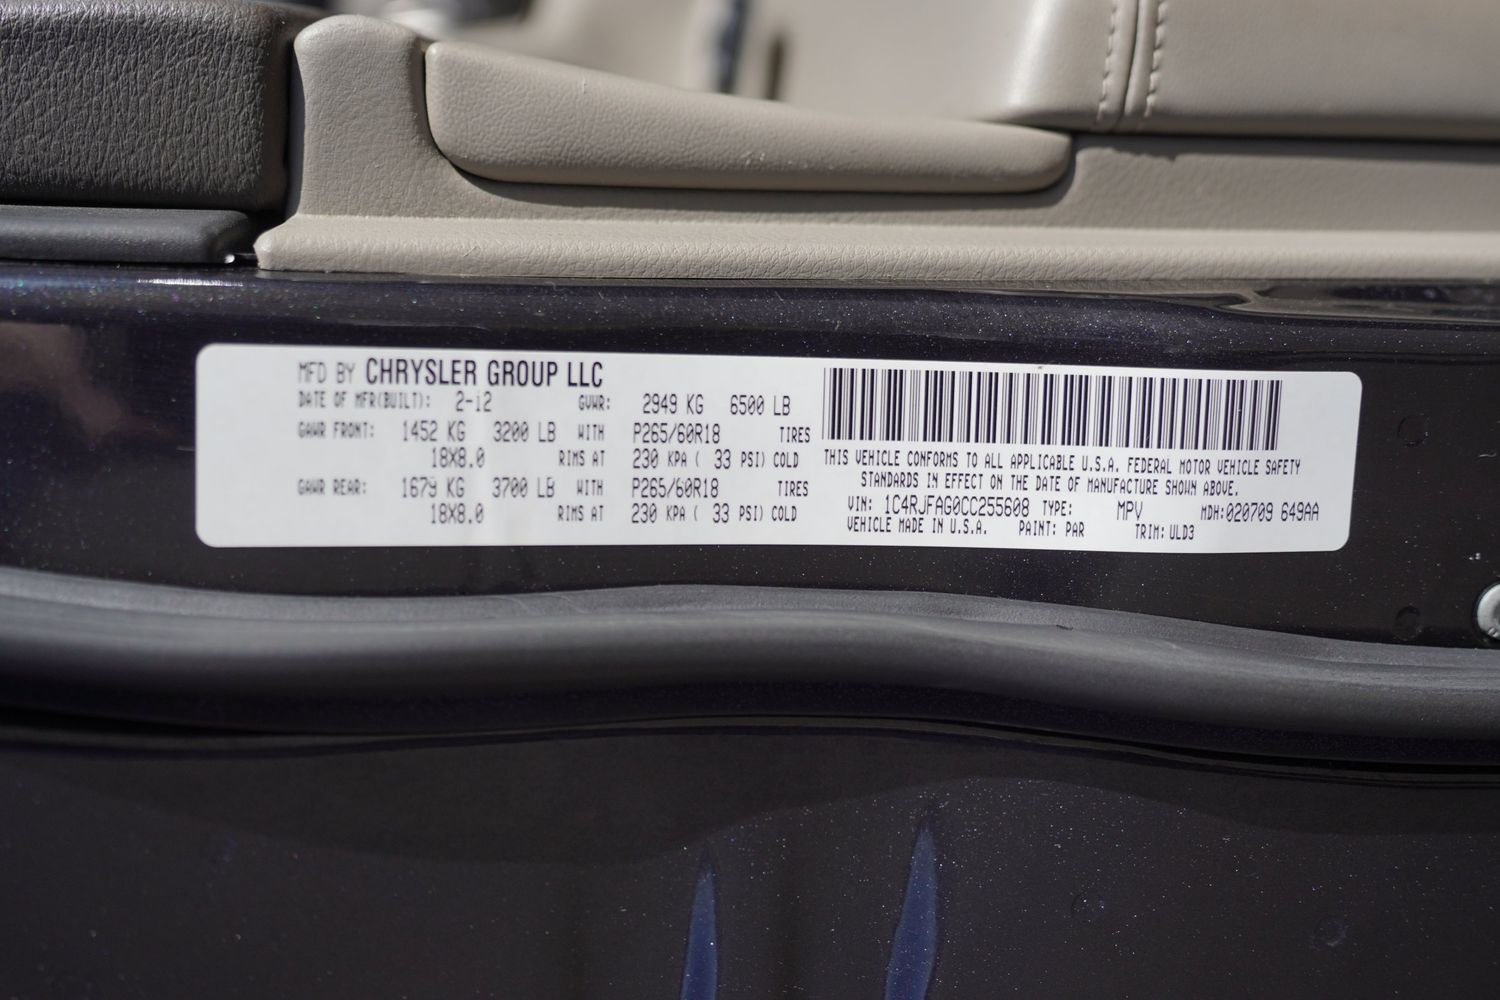 MFD BY CHRYSLER GROUP LLC
DATE OF MFR(BUILT): 2-12 GVWR: 2949 KG 6500 LB
GAWR FRONT: 1452 KG 3200 LB WITH P265/60R18 TIRES
18X8.0 RIMS AT 230 KPA ( 33 PSI) COLD
GAWR REAR: 1679 KG 3700 LB WITH P265/60R18 TIRES
18X8.0 RIMS AT 230 KPA ( 33 PSI) COLD
THIS VEHICLE CONFORMS TO ALL APPLICABLE U.S.A. FEDERAL MOTOR VEHICLE SAFETY
STANDARDS IN EFFECT ON THE DATE OF MANUFACTURE SHOWN ABOVE.
VIN: 1C4RJFAG0CC255608 TYPE: MPV MDH:020709 649AA
VEHICLE MADE IN U.S.A. PAINT: PAR TRIM: ULD3